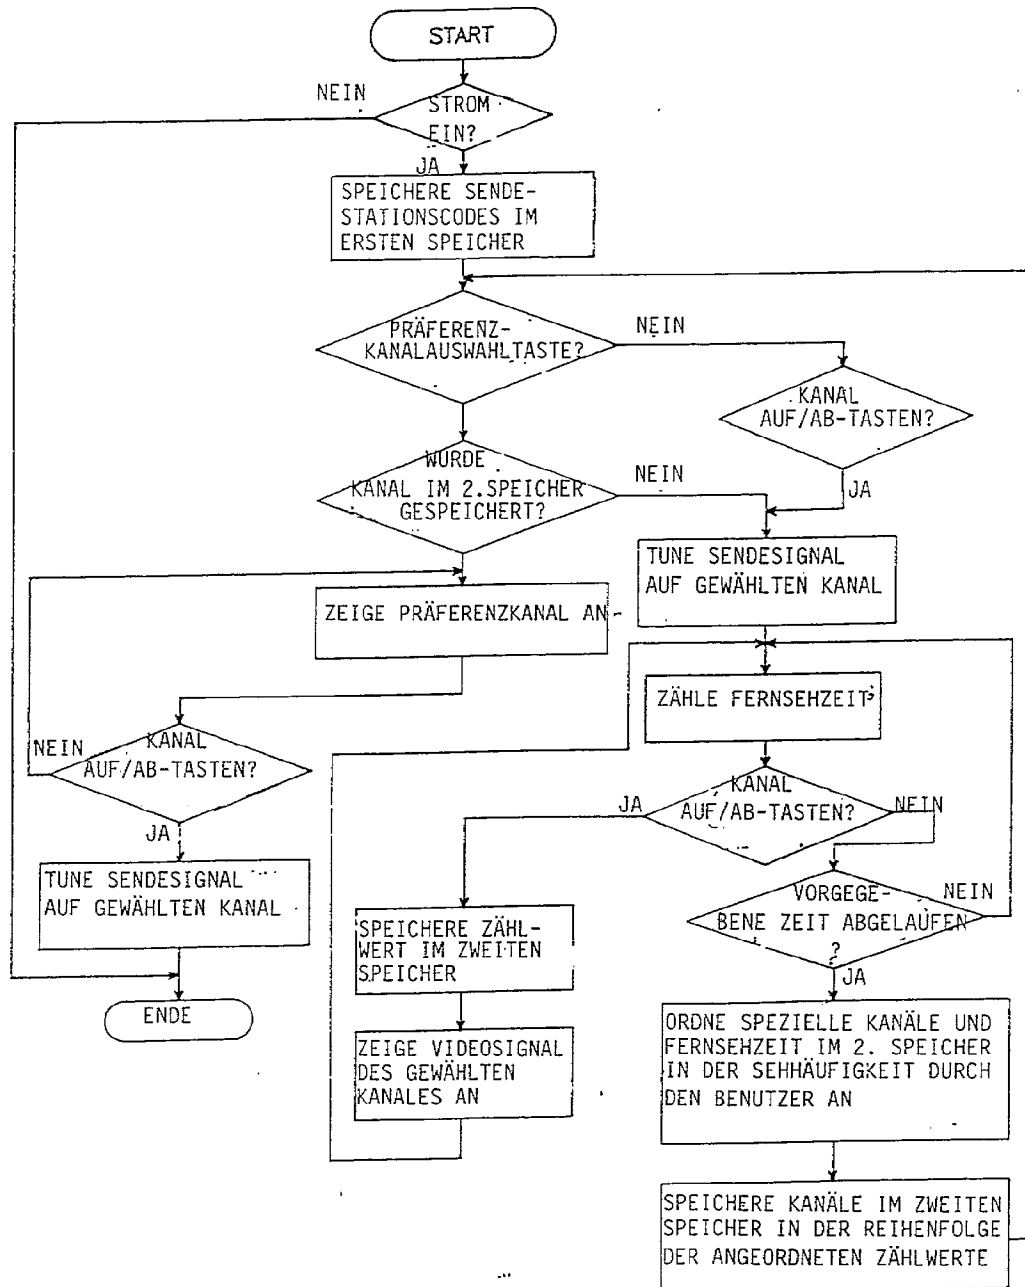 START
NEIN
STROM
EIN?
JA
SPEICHERE SENDE-
STATIONSCODES IM
ERSTEN SPEICHER
PRÄFERENZ-
KANALAUSWAHLTASTE?
NEIN
KANAL
AUF/AB-TASTEN?
JA
WURDE
KANAL IM 2.SPEICHER
GESPEICHERT?
NEIN
TUNE SENDESIGNAL
AUF GEWÄHLTEN KANAL
ZEIGE PRÄFERENZKANAL AN
ZÄHLE FERNSEHZEIT
NEIN
KANAL
AUF/AB-TASTEN?
JA
KANAL
AUF/AB-TASTEN?
JA
NEIN
TUNE SENDESIGNAL
AUF GEWÄHLTEN KANAL
VORGEGE-
BENE ZEIT ABGELAUFEN
?
NEIN
JA
SPEICHERE ZÄHL-
WERT IM ZWEITEN
SPEICHER
ENDE
ZEIGE VIDEOSIGNAL
DES GEWÄHLTEN
KANALES AN
ORDNE SPEZIELLE KANÄLE UND
FERNSEHZEIT IM 2. SPEICHER
IN DER SEHHÄUFIGKEIT DURCH
DEN BENUTZER AN
SPEICHERE KANÄLE IM ZWEITEN
SPEICHER IN DER REIHENFOLGE
DER ANGEORDNETEN ZÄHLWERTE